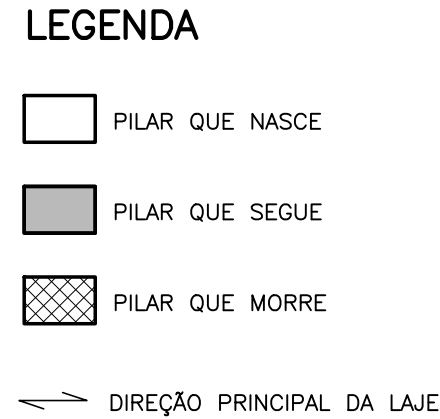 LEGENDA
PILAR QUE NASCE
PILAR QUE SEGUE
PILAR QUE MORRE
DIREÇÃO PRINCIPAL DA LAJE